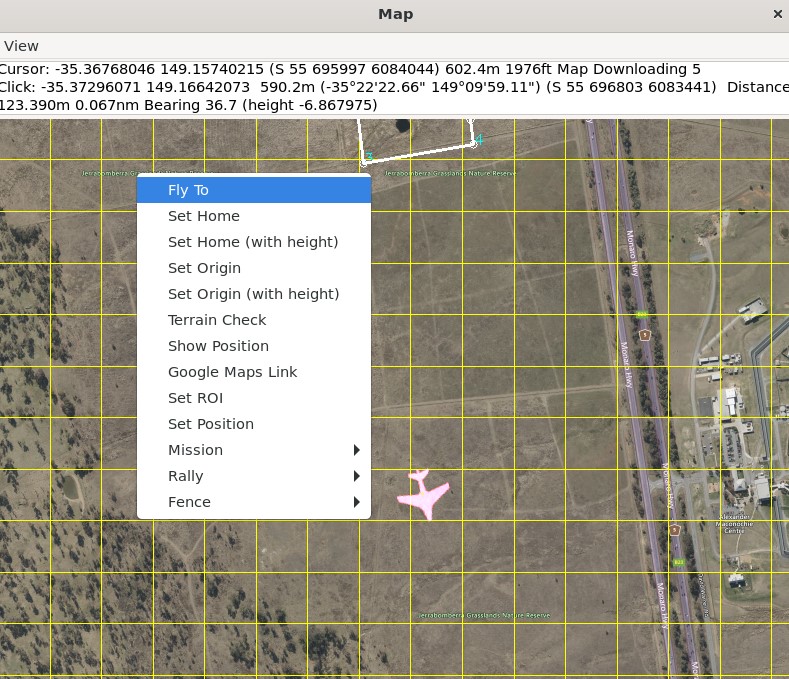 Map
View
Cursor: -35.36768046 149.15740215 (S 55 695997 6084044) 602.4m 1976ft Map Downloading 5
Click: -35.37296071 149.16642073 590.2m (-35°22'22.66" 149°09'59.11") (S 55 696803 6083441) Distance
123.390m 0.067nm Bearing 36.7 (height -6.867975)
3
4
Jerrabomberra Grasslands Nature Reserve
Jerrabomberra Grasslands Nature Reserve
Fly To
Set Home
Set Home (with height)
Set Origin
Set Origin (with height)
Terrain Check
Show Position
Google Maps Link
Set ROI
Set Position
Mission
Rally
Fence
Monaro Hwy
Monaro Hwy
Monaro Hwy
Alexander
Maconochie
Centre
Monaro Hwy
Jerrabomberra Grasslands Nature Reserve